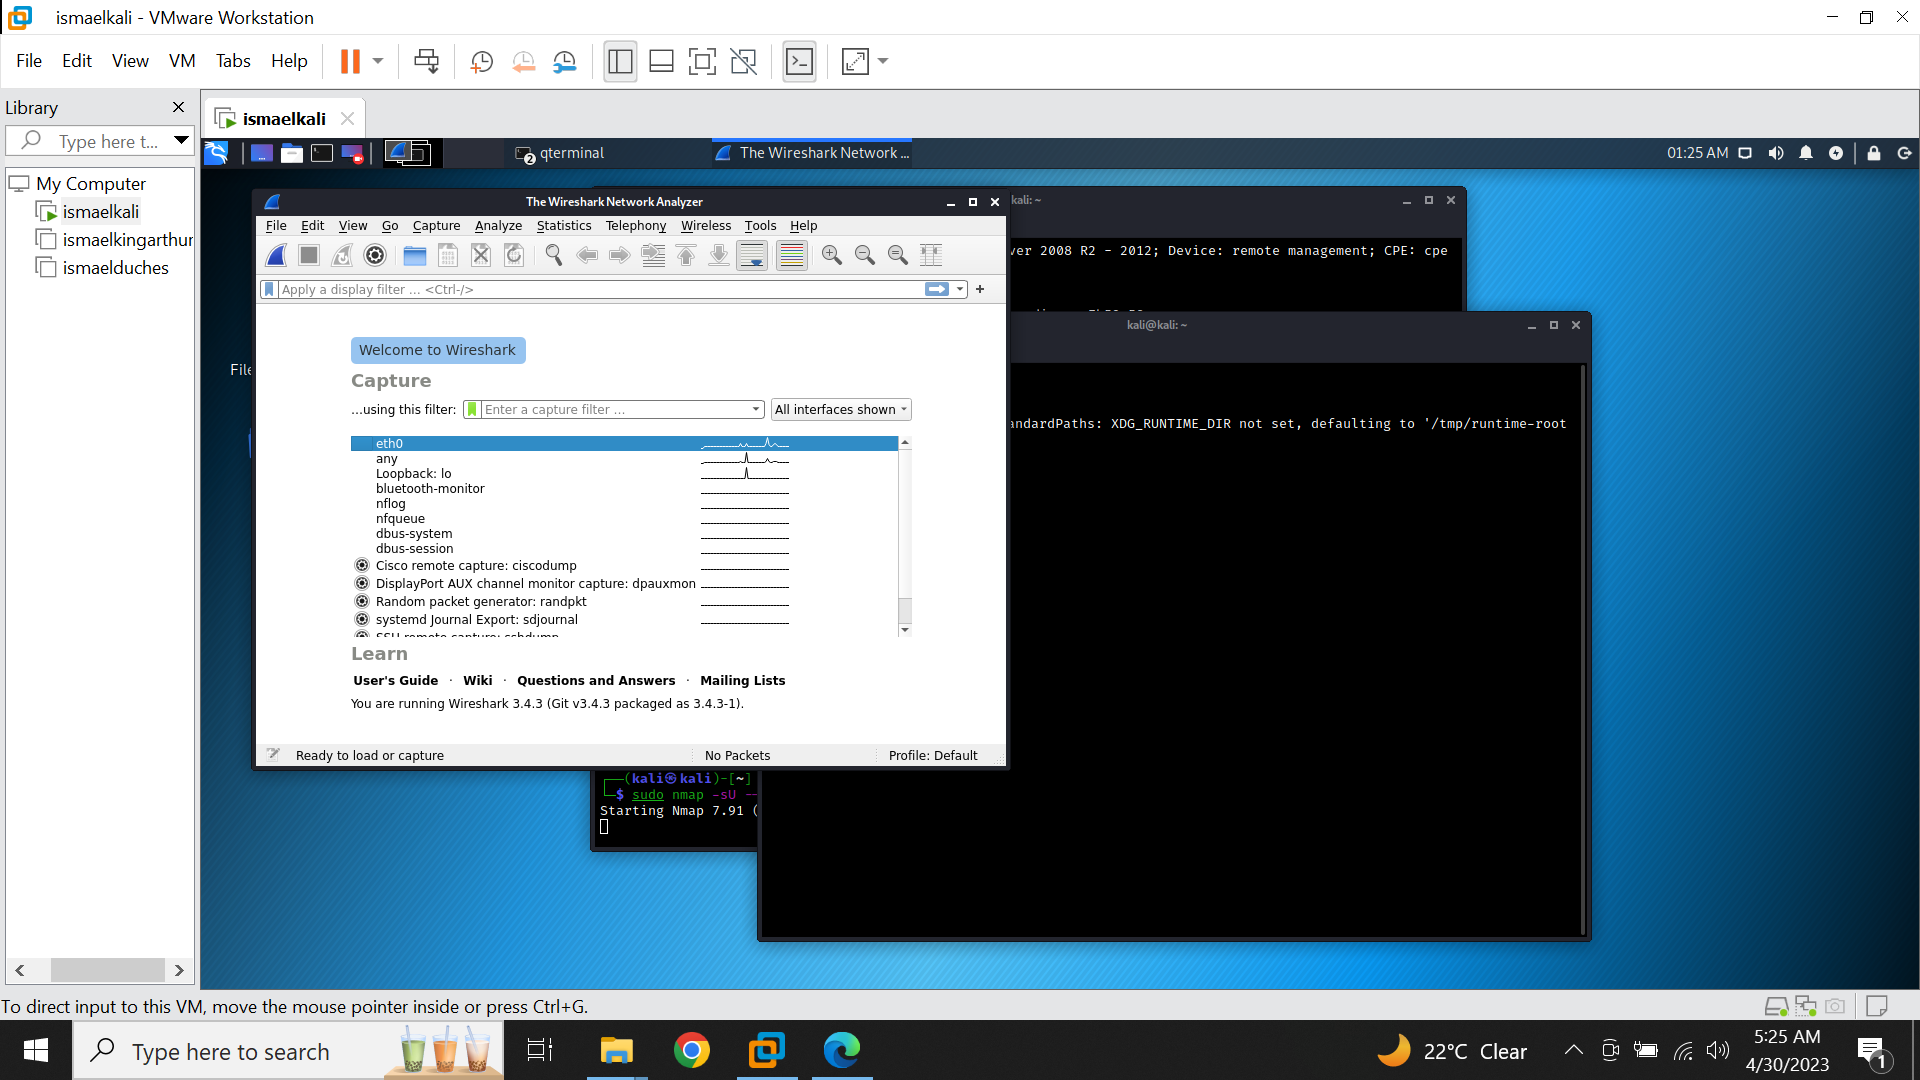 ismaelkali - VMware Workstation
File Edit View VM Tabs Help
Library
Type here t...
My Computer
ismaelkali
ismaelkingarthur
ismaelduches
ismaelkali
2 qterminal
The Wireshark Network ...
01:25 AM
File
The Wireshark Network Analyzer
File Edit View Go Capture Analyze Statistics Telephony Wireless Tools Help
Apply a display filter ... <Ctrl-/>
Welcome to Wireshark
Capture
...using this filter: Enter a capture filter ... All interfaces shown
eth0
any
Loopback: lo
bluetooth-monitor
nflog
nfqueue
dbus-system
dbus-session
Cisco remote capture: ciscodump
DisplayPort AUX channel monitor capture: dpauxmon
Random packet generator: randpkt
systemd Journal Export: sdjournal
SSH remote capture: sshdump
Learn
User's Guide · Wiki · Questions and Answers · Mailing Lists
You are running Wireshark 3.4.3 (Git v3.4.3 packaged as 3.4.3-1).
Ready to load or capture No Packets Profile: Default
kali: ~
ver 2008 R2 - 2012; Device: remote management; CPE: cpe
kali@kali: ~
andardPaths: XDG_RUNTIME_DIR not set, defaulting to '/tmp/runtime-root
(kali㉿kali)-[~]
$ sudo nmap -sU --
Starting Nmap 7.91 (
To direct input to this VM, move the mouse pointer inside or press Ctrl+G.
Type here to search
22°C Clear
5:25 AM
4/30/2023
1